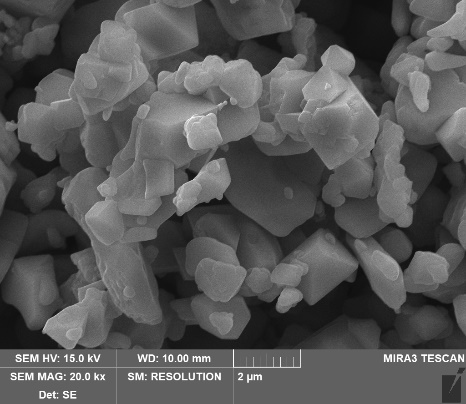 SEM HV: 15.0 kV
WD: 10.00 mm
MIRA3 TESCAN
SEM MAG: 20.0 kx
SM: RESOLUTION
2 µm
Det: SE